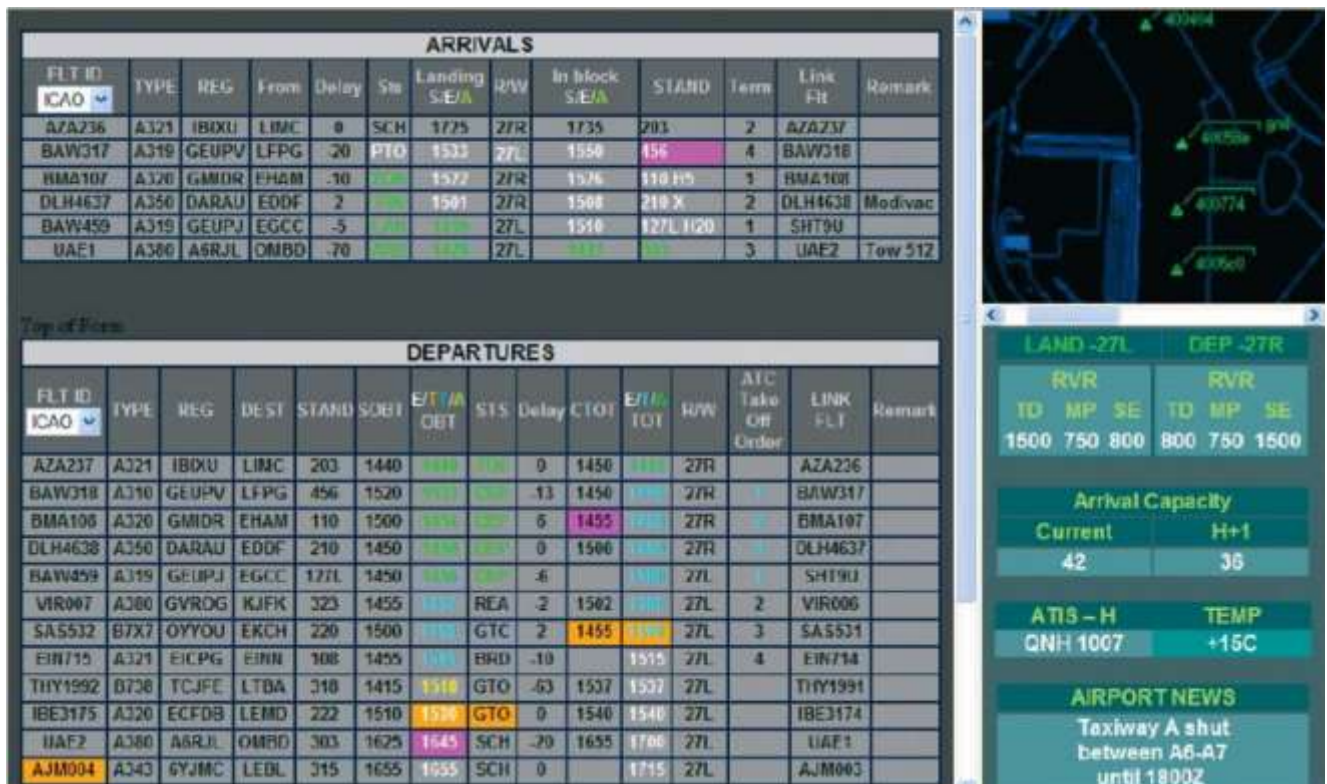 ARRIVALS
FLT ID ICAO TYPE REG From Delay Sts Landing S/E/A R/W In block S/E/A STAND Term Link Flt Remark
AZA236 A321 IBIXU LIMC 0 SCH 1725 27R 1735 203 2 AZA237
BAW317 A319 GEUPV LFPG -20 PTO 1533 27L 1550 456 4 BAW318
BMA107 A320 GMIDR EHAM -10 1572 27R 1576 110 H5 1 BMA108
DLH4637 A350 DARAU EDDF 2 1501 27R 1508 210 X 2 DLH4638 Modivac
BAW459 A319 GEUPJ EGCC -5 27L 1510 127L H20 1 SHT9U
UAE1 A380 A6RJL OMBD -70 27L 3 UAE2 Tow 512
Top of Form
DEPARTURES
FLT ID ICAO TYPE REG DEST STAND SOBT E/T/A OBT STS Delay CTOT E/T/A TOT R/W ATC Take Off Order LINK FLT Remark
AZA237 A321 IBIXU LIMC 203 1440 0 1450 27R AZA236
BAW318 A310 GEUPV LFPG 456 1520 -13 1450 27R BAW317
BMA108 A320 GMIDR EHAM 110 1500 1455 27R BMA107
DLH4638 A350 DARAU EDDF 210 1450 0 1500 27R DLH4637
BAW459 A319 GEUPJ EGCC 127L 1450 -6 27L SHT9U
VIR007 A380 GVROG KJFK 323 1455 REA -2 1502 27L 2 VIR006
SAS532 B7X7 OYYOU EKCH 220 1500 GTC 2 1455 27L 3 SAS531
EIN715 A321 EICPG EINN 108 1455 BRD -10 1515 27L 4 EIN714
THY1992 B738 TCJFE LTBA 318 1415 1510 GTO -63 1537 1537 27L THY1991
IBE3175 A320 ECFDB LEMD 222 1510 1530 GTO 0 1540 1540 27L IBE3174
UAE2 A380 A6RJL OMBD 303 1625 1645 SCH -20 1655 1700 27L UAE1
AJM004 A343 6YJMC LEBL 315 1655 1655 SCH 0 1715 27L AJM003
400774
LAND -27L DEP -27R
RVR RVR
TD MP SE TD MP SE
1500 750 800 800 750 1500
Arrival Capacity
Current H+1
42 36
ATIS – H TEMP
QNH 1007 +15C
AIRPORT NEWS
Taxiway A shut
between A6-A7
until 1800Z